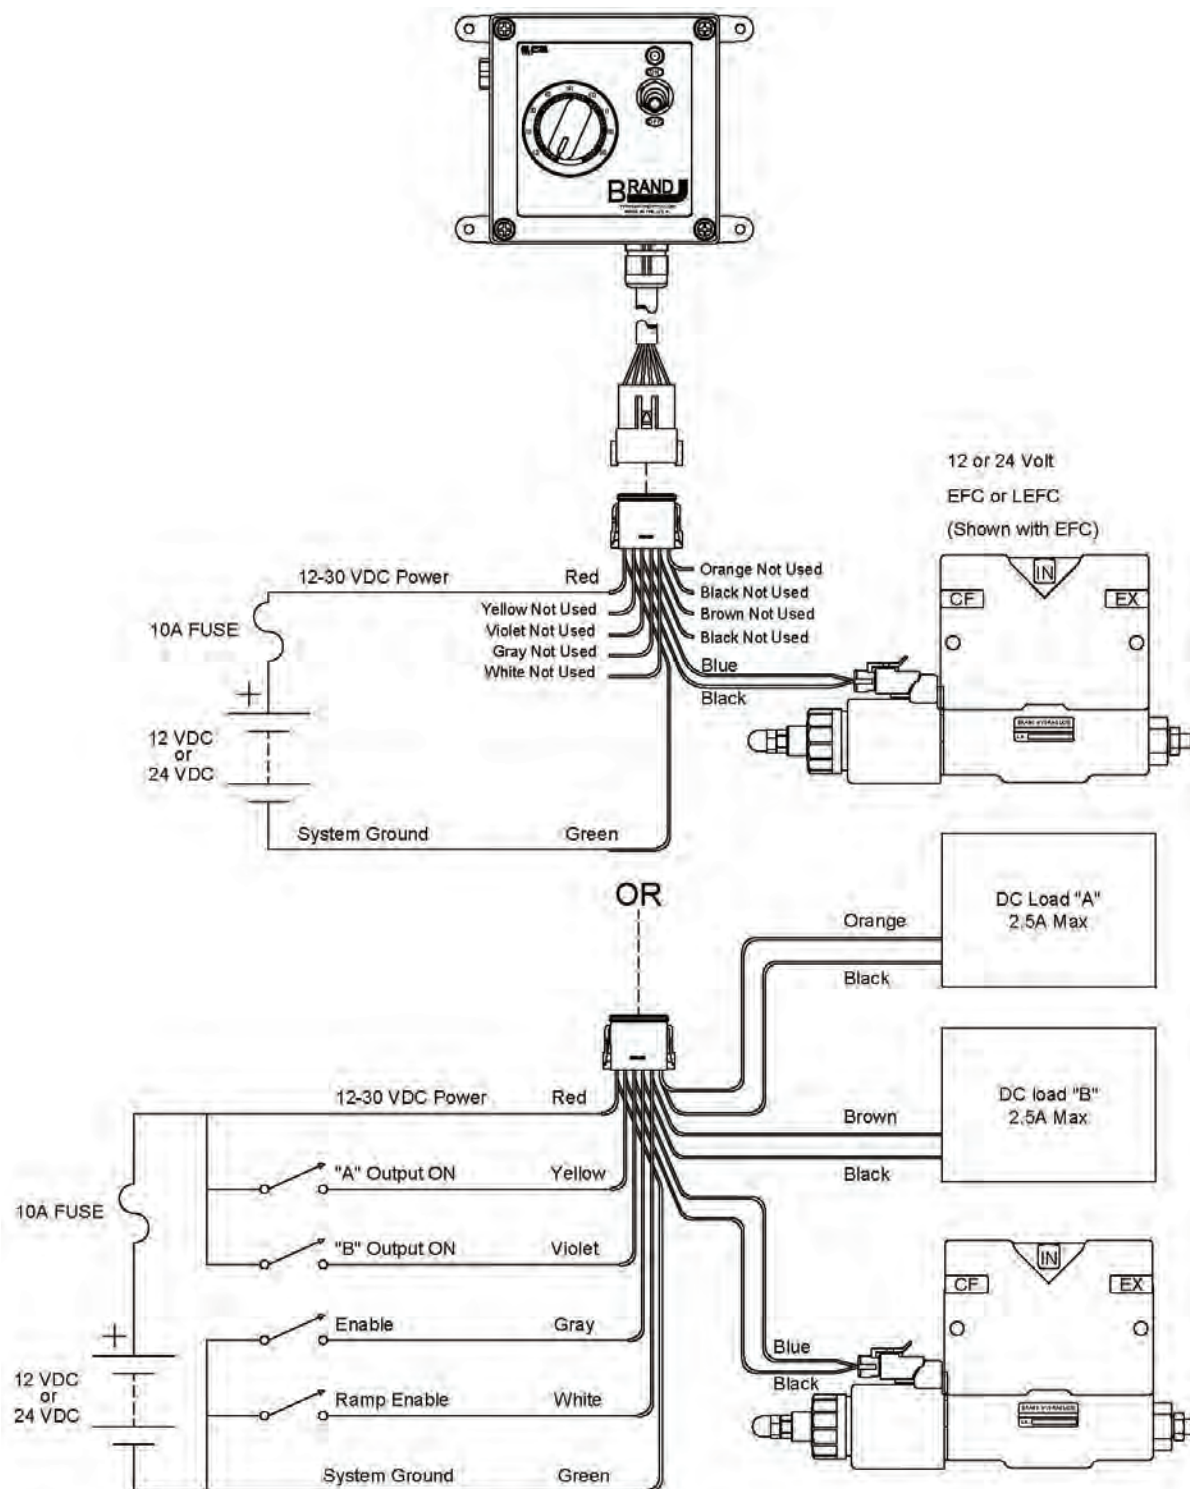 BRAND
12 or 24 Volt
EFC or LEFC
(Shown with EFC)
IN
CF
EX
12-30 VDC Power
Red
Orange Not Used
Black Not Used
Brown Not Used
Black Not Used
Yellow Not Used
Violet Not Used
Gray Not Used
White Not Used
10A FUSE
Blue
Black
+
12 VDC
or
24 VDC
System Ground
Green
OR
DC Load "A"
2.5A Max
Orange
Black
DC load "B"
2.5A Max
Brown
Black
12-30 VDC Power
Red
"A" Output ON
Yellow
10A FUSE
"B" Output ON
Violet
Enable
Gray
Ramp Enable
White
+
12 VDC
or
24 VDC
System Ground
Green
Blue
Black
IN
CF
EX